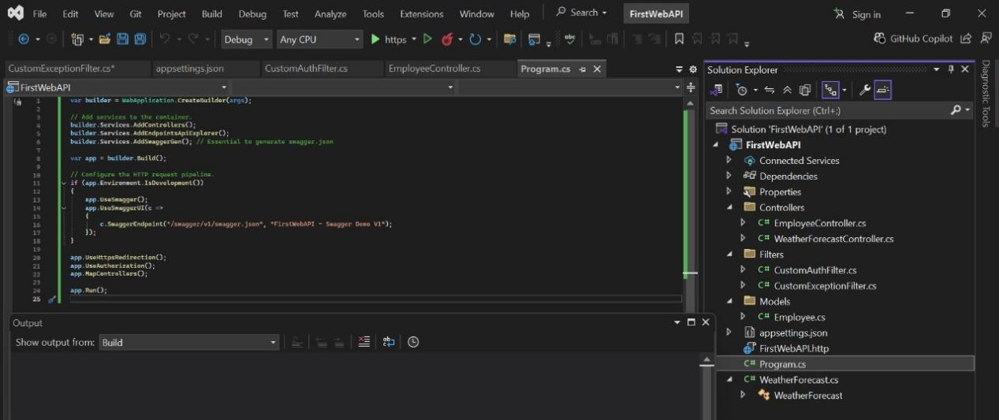 File Edit View Git Project Build Debug Test Analyze Tools Extensions Window Help Search FirstWebAPI Sign in
Debug Any CPU https GitHub Copilot
CustomExceptionFilter.cs* appsettings.json CustomAuthFilter.cs EmployeeController.cs Program.cs
FirstWebAPI
1 var builder = WebApplication.CreateBuilder(args);
2
3 // Add services to the container.
4 builder.Services.AddControllers();
5 builder.Services.AddEndpointsApiExplorer();
6 builder.Services.AddSwaggerGen(); // Essential to generate swagger.json
7
8 var app = builder.Build();
9
10 // Configure the HTTP request pipeline.
11 if (app.Environment.IsDevelopment())
12 {
13 app.UseSwagger();
14 app.UseSwaggerUI(c =>
15 {
16 c.SwaggerEndpoint("/swagger/v1/swagger.json", "FirstWebAPI - Swagger Demo V1");
17 });
18 }
19
20 app.UseHttpsRedirection();
21 app.UseAuthorization();
22 app.MapControllers();
23
24 app.Run();
25
Output
Show output from: Build
Solution Explorer
Search Solution Explorer (Ctrl+;)
Solution 'FirstWebAPI' (1 of 1 project)
FirstWebAPI
Connected Services
Dependencies
Properties
Controllers
C# EmployeeController.cs
C# WeatherForecastController.cs
Filters
C# CustomAuthFilter.cs
C# CustomExceptionFilter.cs
Models
C# Employee.cs
appsettings.json
FirstWebAPI.http
C# Program.cs
C# WeatherForecast.cs
WeatherForecast
Diagnostic Tools